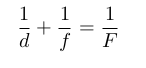 1/d + 1/f = 1/F